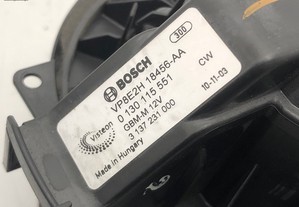 300
BOSCH
VP8E2H 18456-AA
0 130 115 551
CW
GBM-M 12V
10-11-03
3 137 231 000
Visteon
Made in Hungary